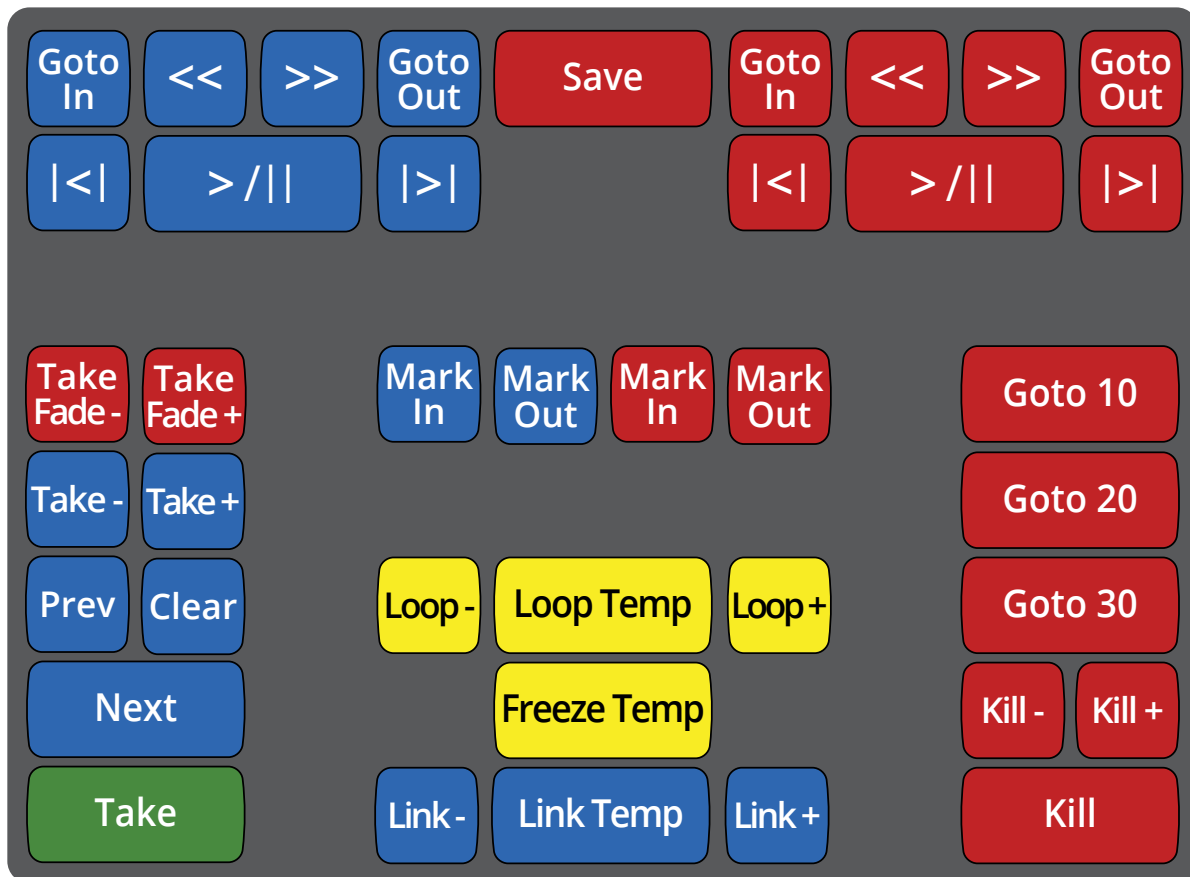 Goto
In
<<
>>
Goto
Out
Save
Goto
In
<<
>>
Goto
Out
|<|
> /||
|>|
|<|
> /||
|>|
Take
Fade -
Take
Fade +
Mark
In
Mark
Out
Mark
In
Mark
Out
Goto 10
Take -
Take +
Goto 20
Prev
Clear
Loop -
Loop Temp
Loop +
Goto 30
Next
Freeze Temp
Kill -
Kill +
Take
Link -
Link Temp
Link +
Kill